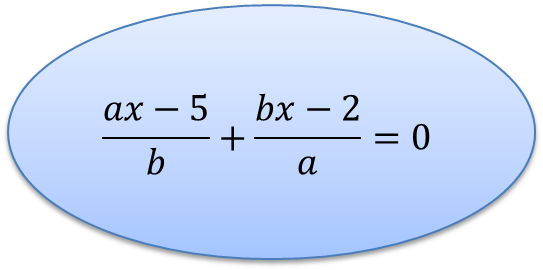 (ax − 5)/b + (bx − 2)/a = 0